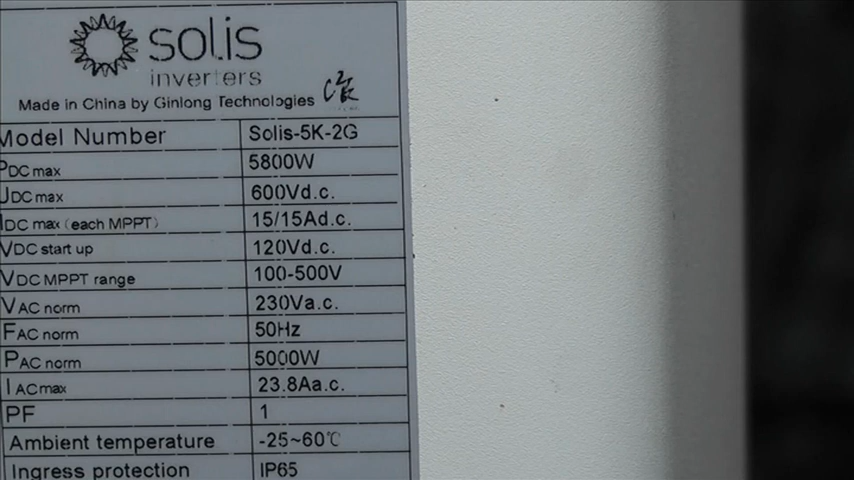 solis
inverters
Made in China by Ginlong Technologies
Model Number Solis-5K-2G
PDC max 5800W
UDC max 600Vd.c.
IDC max (each MPPT) 15/15Ad.c.
VDC start up 120Vd.c.
VDC MPPT range 100-500V
VAC norm 230Va.c.
FAC norm 50Hz
PAC norm 5000W
IACmax 23.8Aa.c.
PF 1
Ambient temperature -25~60℃
Ingress protection IP65